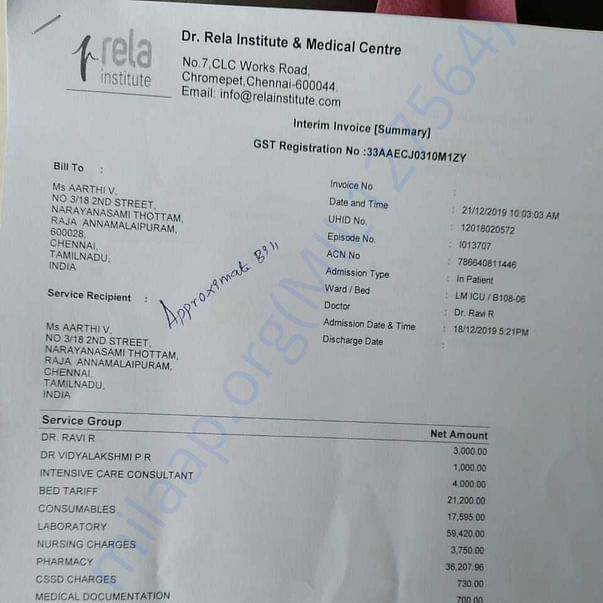 rela
institute
Dr. Rela Institute & Medical Centre
No.7,CLC Works Road,
Chromepet,Chennai-600044.
Email: info@relainstitute.com
Interim Invoice [Summary]
GST Registration No :33AAECJ0310M1ZY
Bill To :
Ms AARTHI V,
NO 3/18 2ND STREET,
NARAYANASAMI THOTTAM,
RAJA ANNAMALAIPURAM,
600028,
CHENNAI,
TAMILNADU,
INDIA
Invoice No :
Date and Time : 21/12/2019 10:03:03 AM
UHID No. : 12018020572
Episode No. : I013707
ACN No : 786640811446
Admission Type : In Patient
Ward / Bed : LM ICU / B108-06
Doctor : Dr. Ravi R
Admission Date & Time : 18/12/2019 5:21PM
Discharge Date :
Approximate Bill
Service Recipient :
Ms AARTHI V,
NO 3/18 2ND STREET,
NARAYANASAMI THOTTAM,
RAJA ANNAMALAIPURAM,
CHENNAI,
TAMILNADU,
INDIA
Service Group Net Amount
DR. RAVI R 3,000.00
DR VIDYALAKSHMI P R 1,000.00
INTENSIVE CARE CONSULTANT 4,000.00
BED TARIFF 21,200.00
CONSUMABLES 17,595.00
LABORATORY 59,420.00
NURSING CHARGES 3,750.00
PHARMACY 36,207.96
CSSD CHARGES 730.00
MEDICAL DOCUMENTATION 700.00
milaap.org(MIL127564)